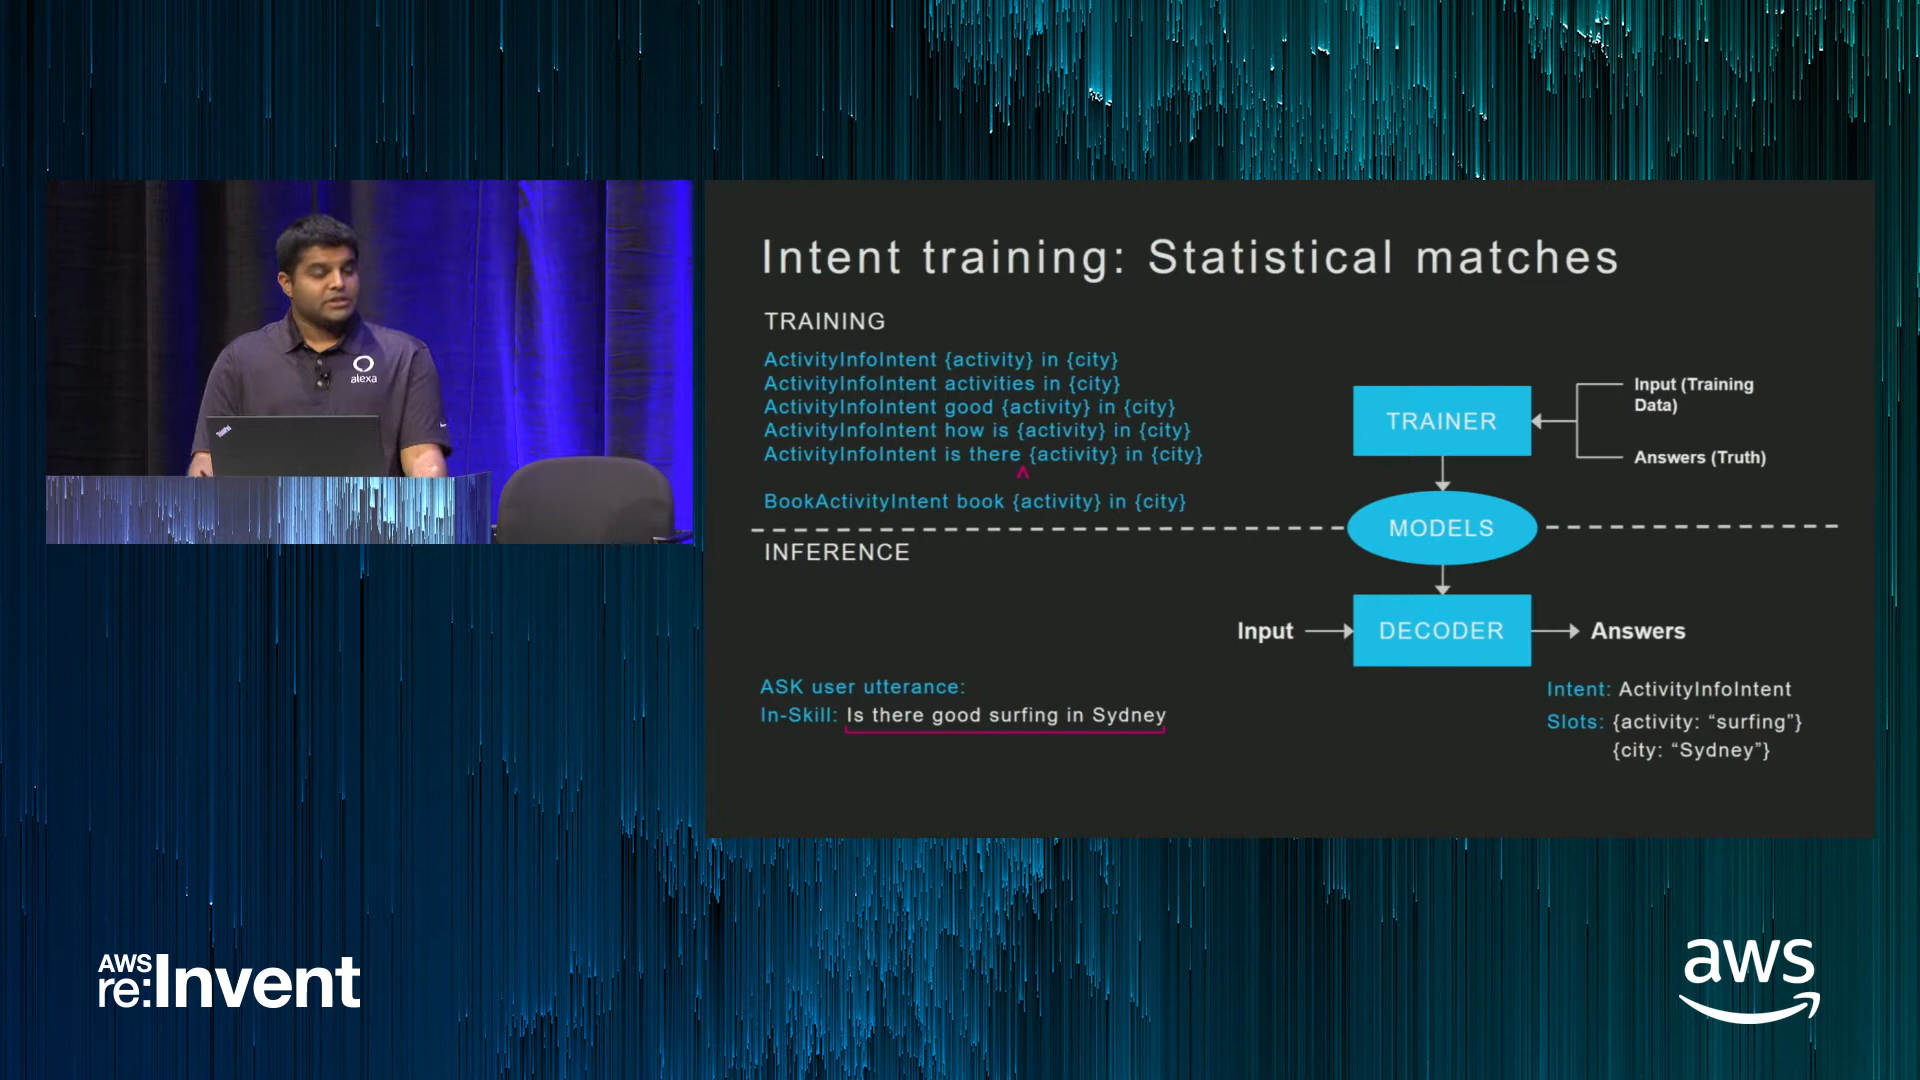 Intent training: Statistical matches
TRAINING
ActivityInfoIntent {activity} in {city}
ActivityInfoIntent activities in {city}
ActivityInfoIntent good {activity} in {city}
ActivityInfoIntent how is {activity} in {city}
ActivityInfoIntent is there {activity} in {city}
^
BookActivityIntent book {activity} in {city}
TRAINER
Input (Training
Data)
Answers (Truth)
MODELS
INFERENCE
Input
DECODER
Answers
ASK user utterance:
In-Skill: Is there good surfing in Sydney
Intent: ActivityInfoIntent
Slots: {activity: “surfing”}
{city: “Sydney”}
alexa
ThinkPad
AWS
re:Invent
aws